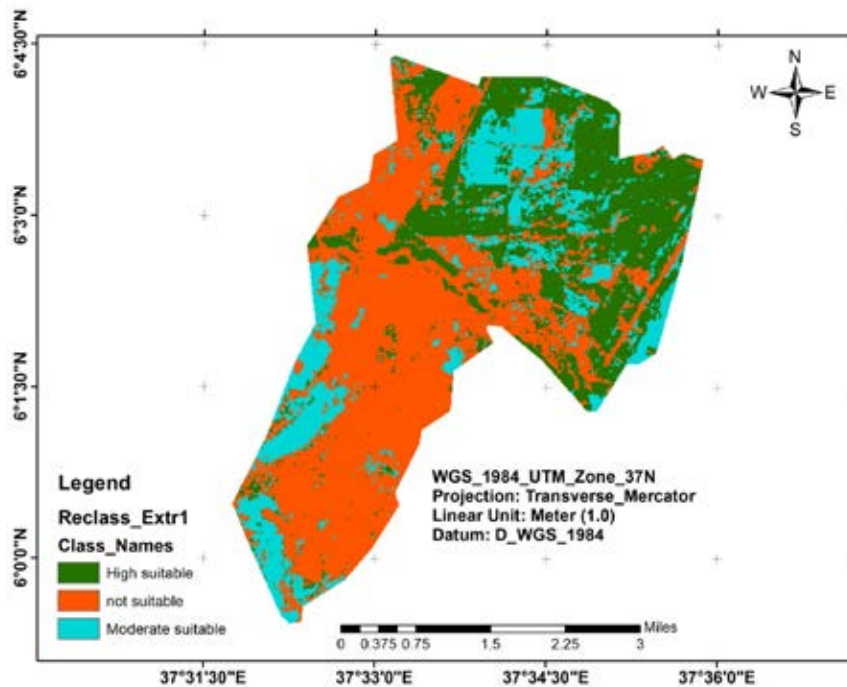 6°4'30"N
6°3'0"N
6°1'30"N
6°0'0"N
N
W E
S
WGS_1984_UTM_Zone_37N
Projection: Transverse_Mercator
Linear Unit: Meter (1.0)
Datum: D_WGS_1984
Legend
Reclass_Extr1
Class_Names
High suitable
not suitable
Moderate suitable
Miles
0 0.375 0.75 1.5 2.25 3
37°31'30"E 37°33'0"E 37°34'30"E 37°36'0"E